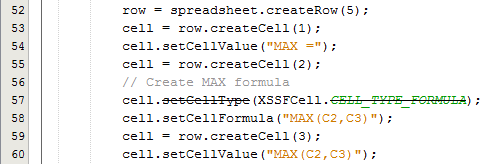 52 row = spreadsheet.createRow(5);
53 cell = row.createCell(1);
54 cell.setCellValue("MAX =");
55 cell = row.createCell(2);
56 // Create MAX formula
57 cell.setCellType(XSSFCell.CELL_TYPE_FORMULA);
58 cell.setCellFormula("MAX(C2,C3)");
59 cell = row.createCell(3);
60 cell.setCellValue("MAX(C2,C3)");